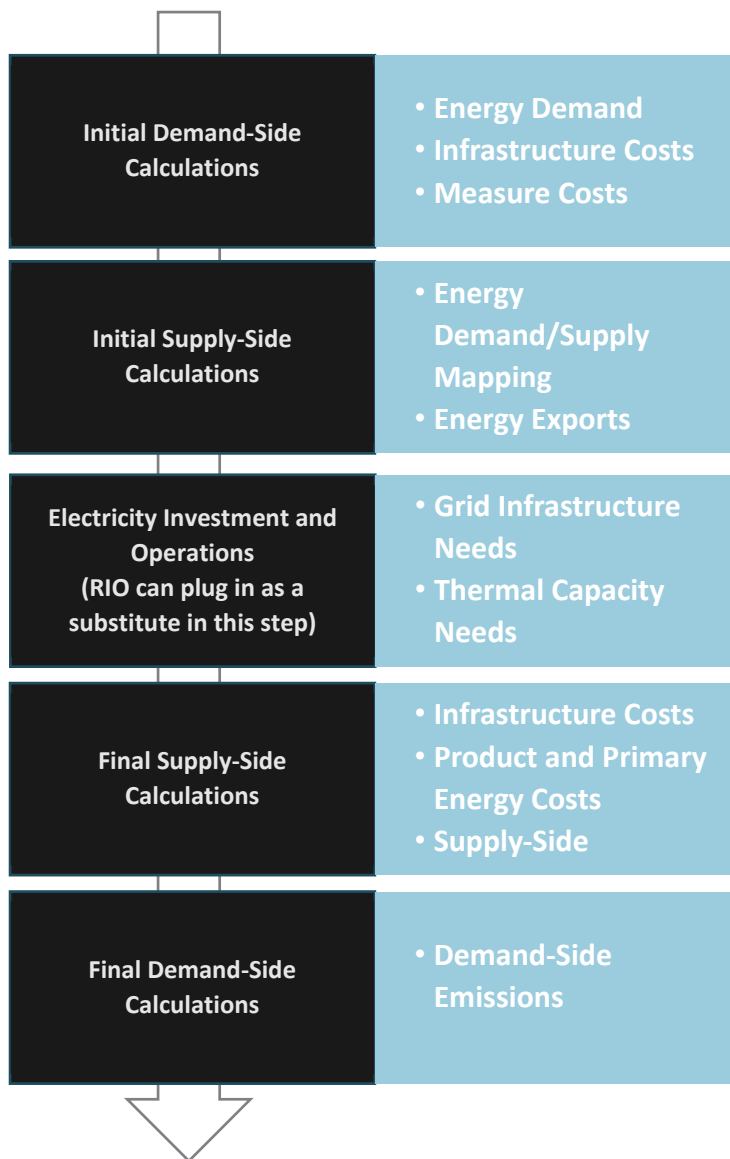 Initial Demand-Side
Calculations
• Energy Demand
• Infrastructure Costs
• Measure Costs
Initial Supply-Side
Calculations
• Energy
Demand/Supply
Mapping
• Energy Exports
Electricity Investment and
Operations
(RIO can plug in as a
substitute in this step)
• Grid Infrastructure
Needs
• Thermal Capacity
Needs
Final Supply-Side
Calculations
• Infrastructure Costs
• Product and Primary
Energy Costs
• Supply-Side
Final Demand-Side
Calculations
• Demand-Side
Emissions